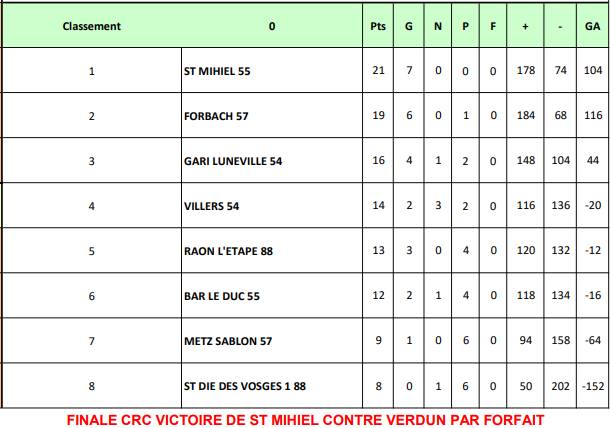 Classement 0 Pts G N P F + - GA
1 ST MIHIEL 55 21 7 0 0 0 178 74 104
2 FORBACH 57 19 6 0 1 0 184 68 116
3 GARI LUNEVILLE 54 16 4 1 2 0 148 104 44
4 VILLERS 54 14 2 3 2 0 116 136 -20
5 RAON L'ETAPE 88 13 3 0 4 0 120 132 -12
6 BAR LE DUC 55 12 2 1 4 0 118 134 -16
7 METZ SABLON 57 9 1 0 6 0 94 158 -64
8 ST DIE DES VOSGES 1 88 8 0 1 6 0 50 202 -152
FINALE CRC VICTOIRE DE ST MIHIEL CONTRE VERDUN PAR FORFAIT